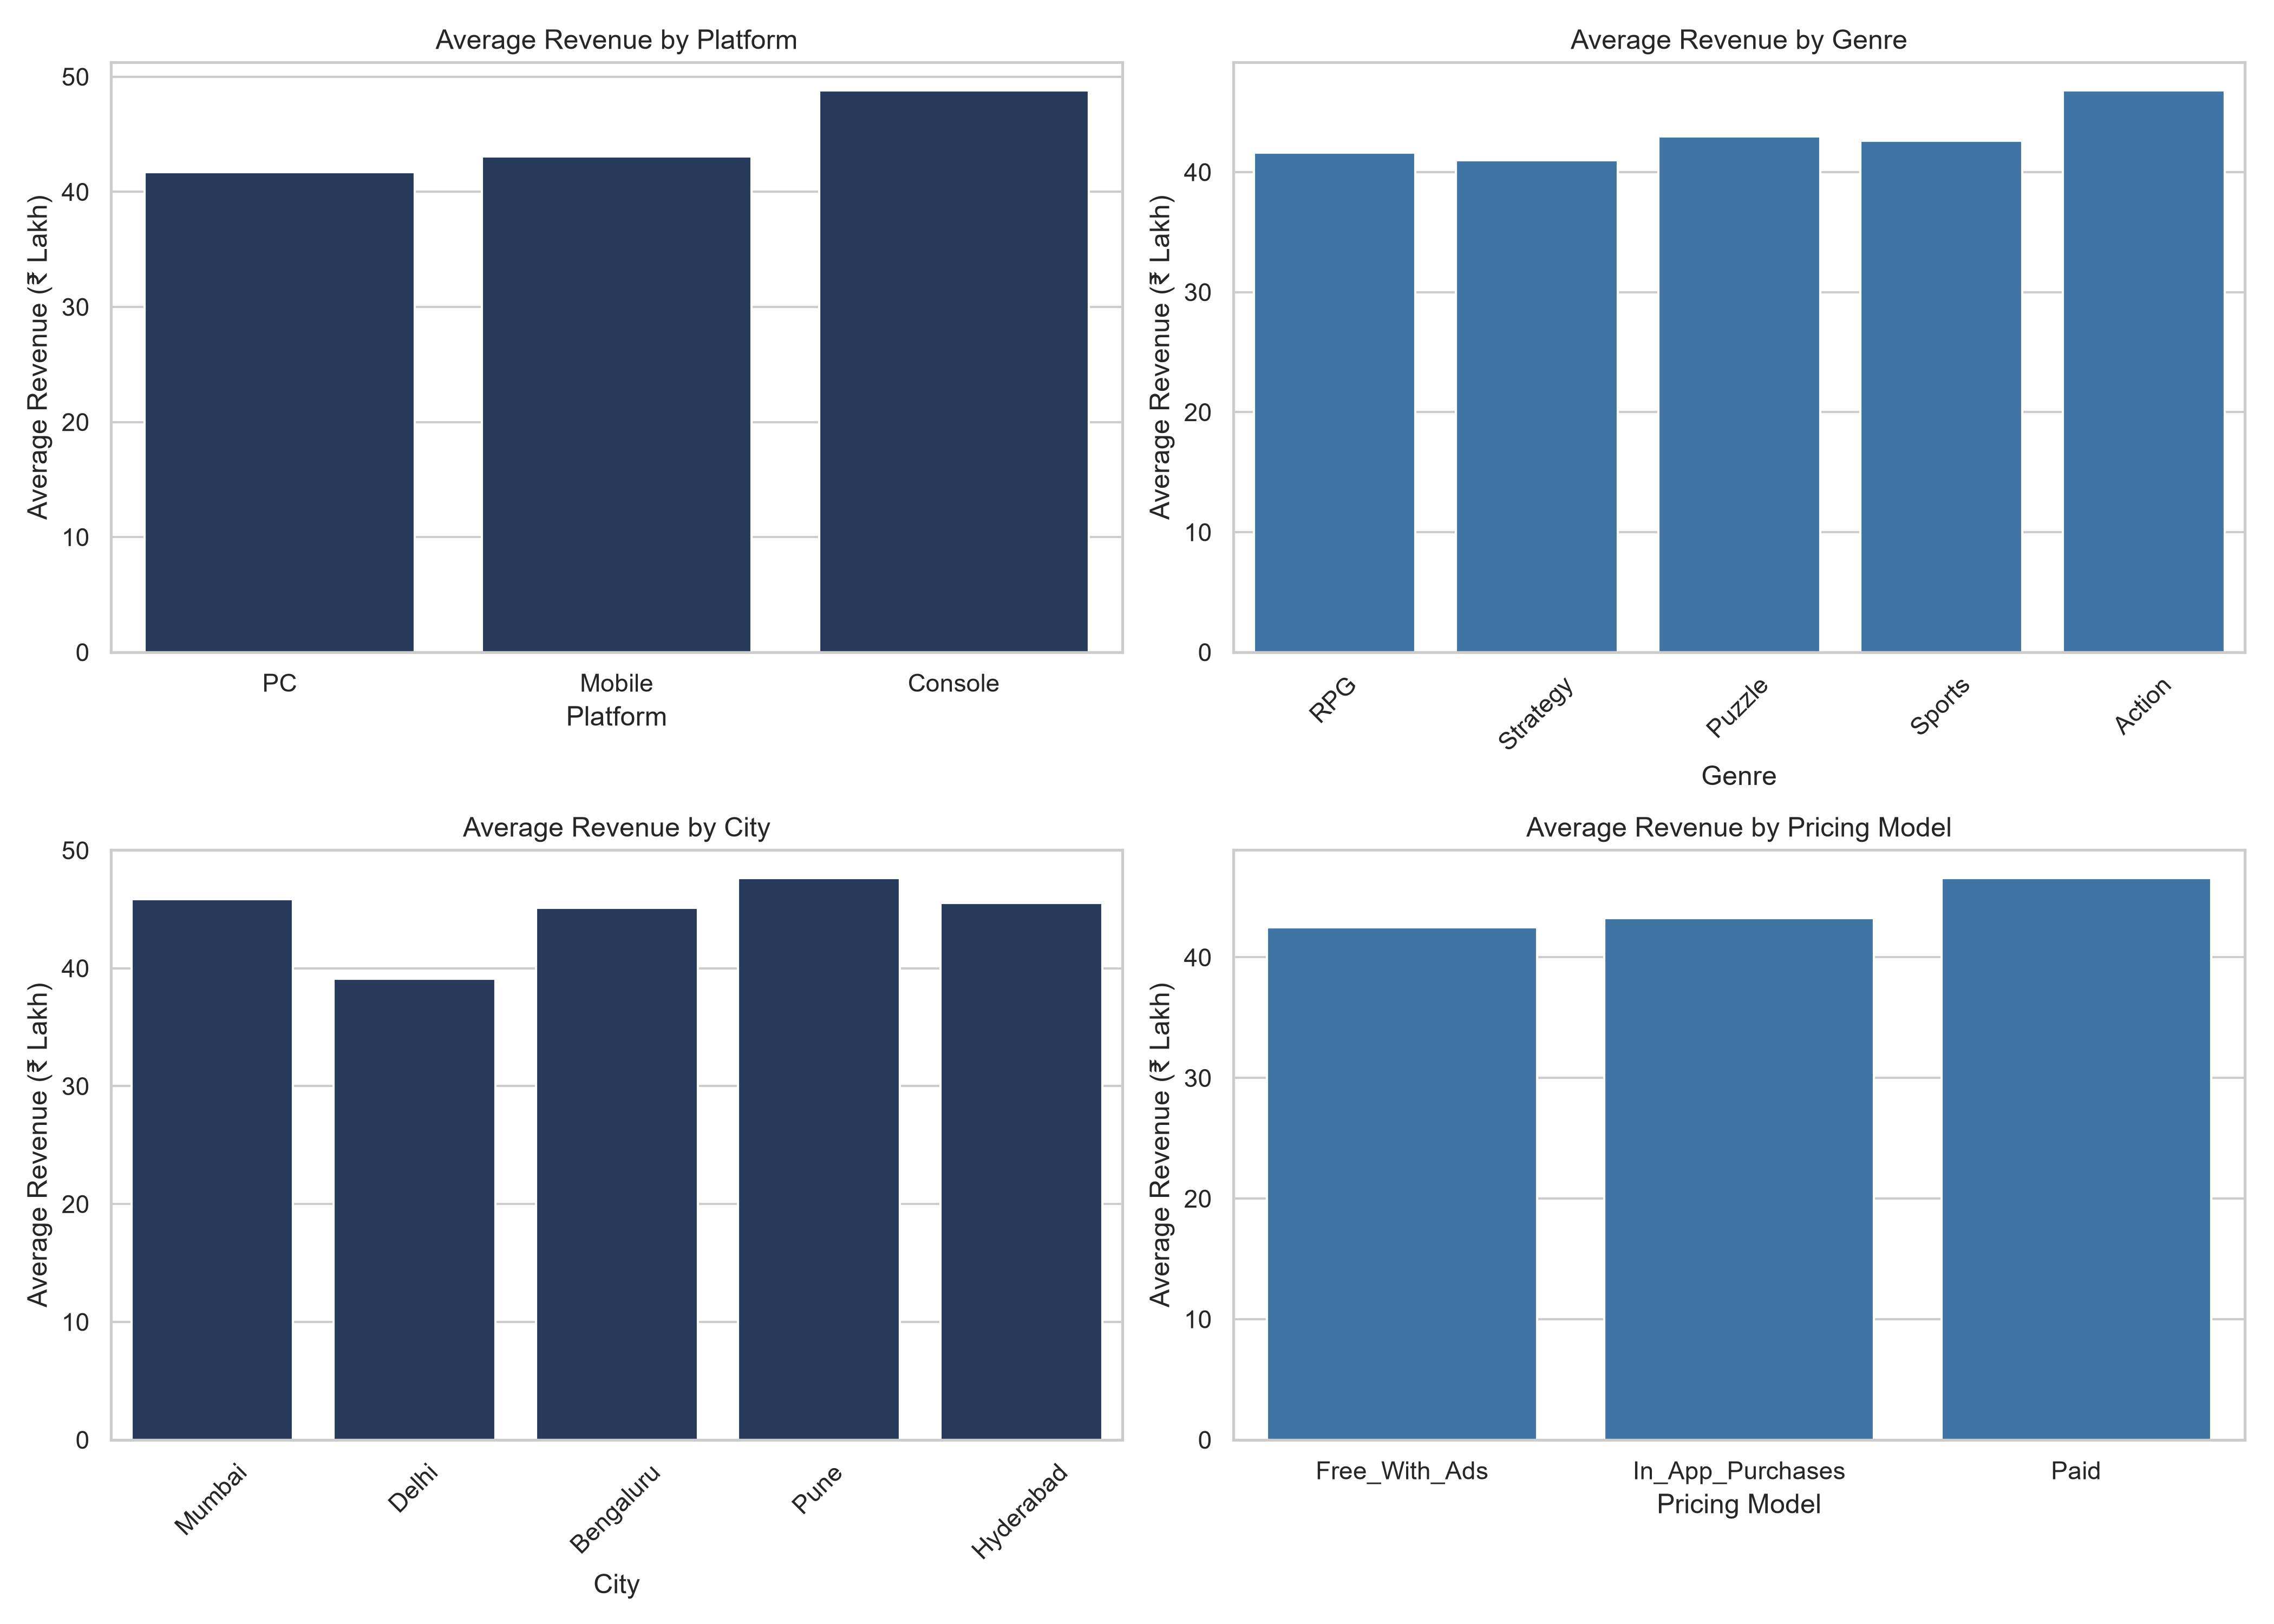 Average Revenue by Platform
Average Revenue (₹ Lakh)
50
40
30
20
10
0
PC Mobile Console
Platform
Average Revenue by Genre
Average Revenue (₹ Lakh)
40
30
20
10
0
RPG Strategy Puzzle Sports Action
Genre
Average Revenue by City
Average Revenue (₹ Lakh)
50
40
30
20
10
0
Mumbai Delhi Bengaluru Pune Hyderabad
City
Average Revenue by Pricing Model
Average Revenue (₹ Lakh)
40
30
20
10
0
Free_With_Ads In_App_Purchases Paid
Pricing Model